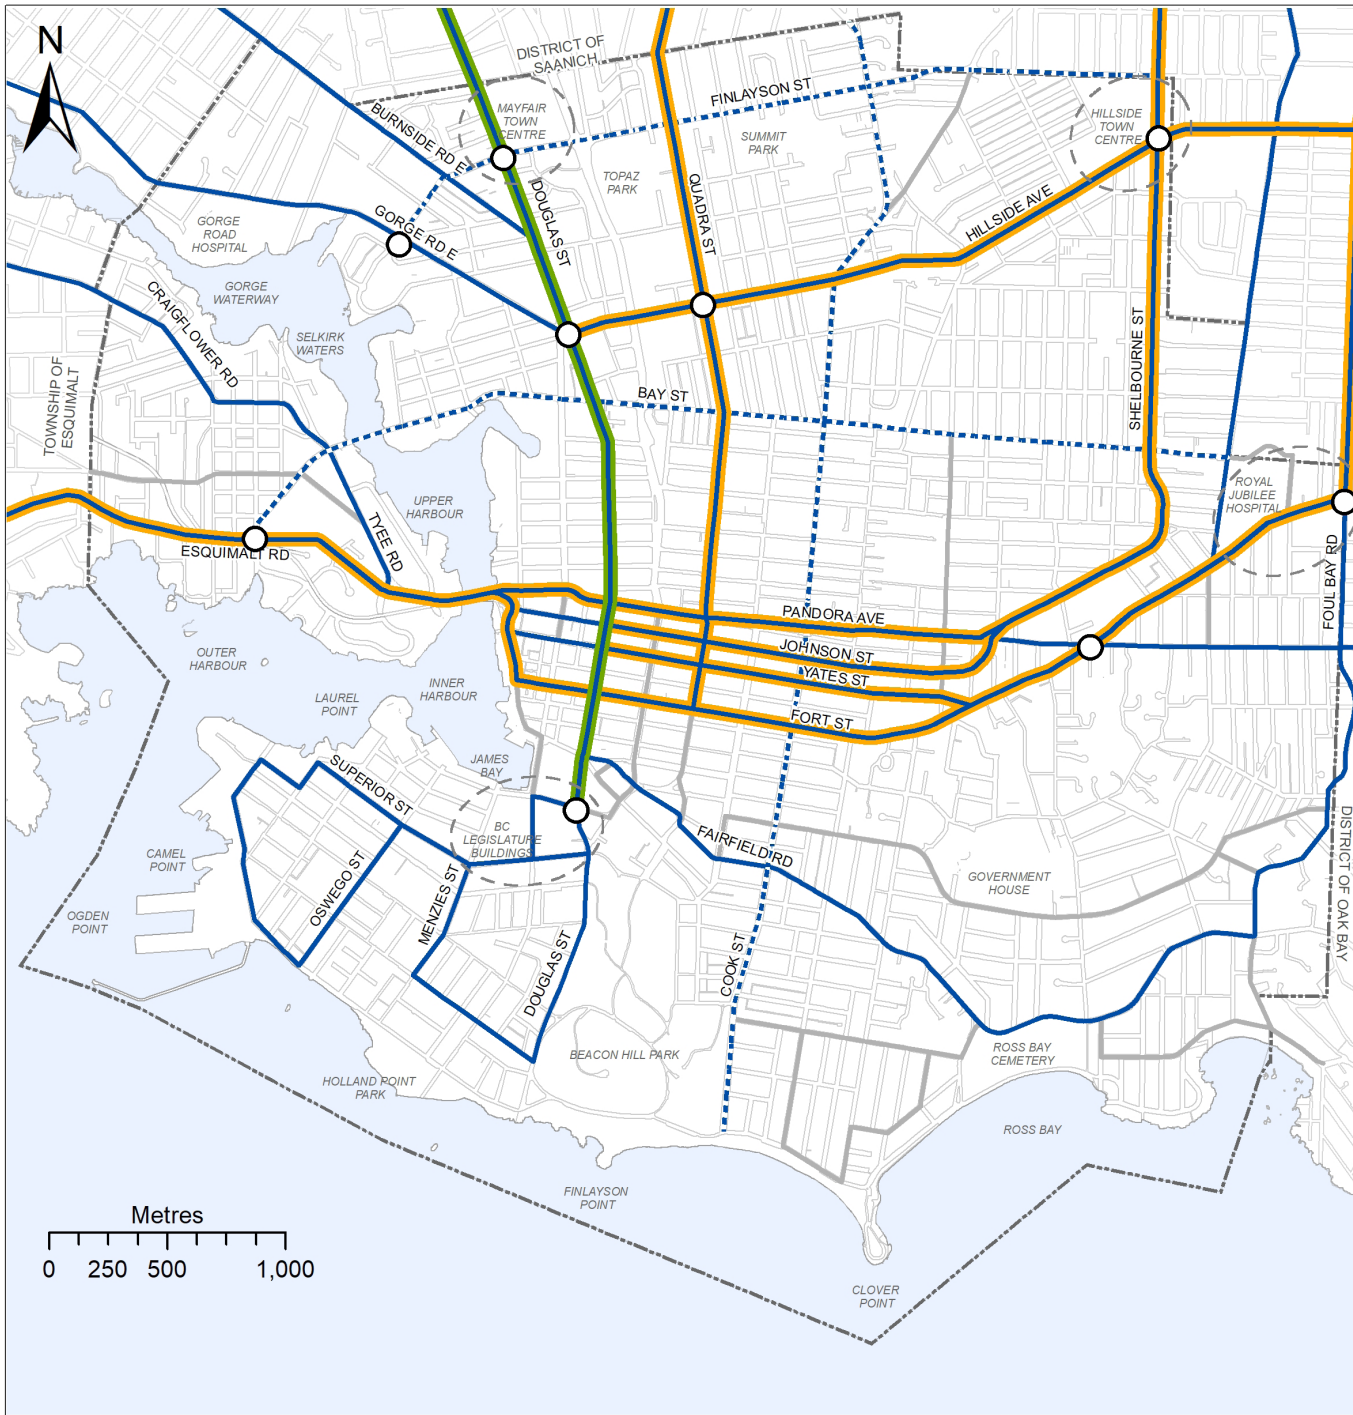 N
DISTRICT OF
SAANICH
MAYFAIR
TOWN
CENTRE
FINLAYSON ST
HILLSIDE
TOWN
CENTRE
BURNSIDE RD E
SUMMIT
PARK
TOPAZ
PARK
DOUGLAS ST
QUADRA ST
HILLSIDE AVE
GORGE RD E
GORGE
ROAD
HOSPITAL
GORGE
WATERWAY
CRAIGFLOWER RD
SELKIRK
WATERS
SHELBOURNE ST
TOWNSHIP OF
ESQUIMALT
BAY ST
ROYAL
JUBILEE
HOSPITAL
UPPER
HARBOUR
TYEE RD
ESQUIMALT RD
FOUL BAY RD
PANDORA AVE
JOHNSON ST
YATES ST
FORT ST
OUTER
HARBOUR
INNER
HARBOUR
LAUREL
POINT
JAMES
BAY
SUPERIOR ST
BC
LEGISLATURE
BUILDINGS
FAIRFIELD RD
CAMEL
POINT
OSWEGO ST
MENZIES ST
GOVERNMENT
HOUSE
DISTRICT OF OAK BAY
OGDEN
POINT
DOUGLAS ST
COOK ST
BEACON HILL PARK
ROSS BAY
CEMETERY
HOLLAND POINT
PARK
ROSS BAY
FINLAYSON
POINT
CLOVER
POINT
Metres
0 250 500 1,000